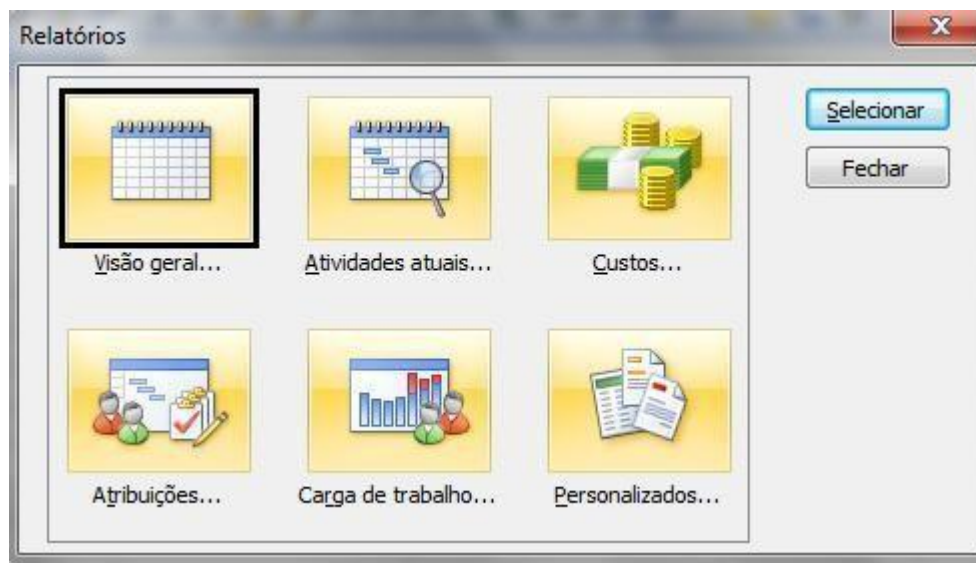 Relatórios
Selecionar
Fechar
Visão geral...
Atividades atuais...
Custos...
Atribuições...
Carga de trabalho...
Personalizados...